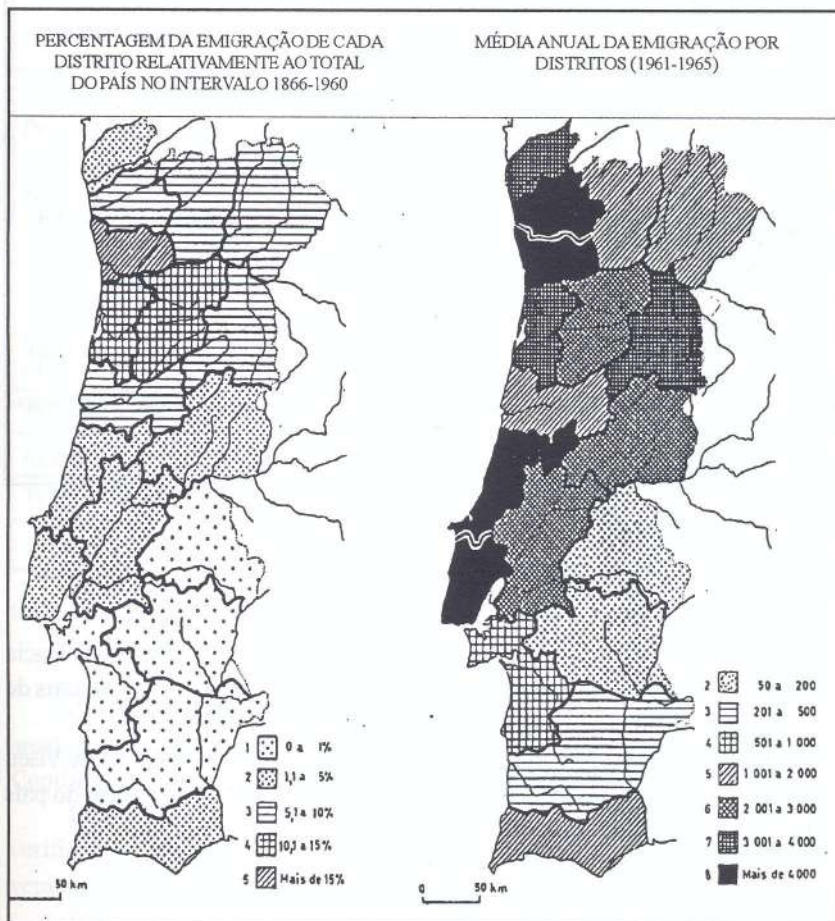 PERCENTAGEM DA EMIGRAÇÃO DE CADA
DISTRITO RELATIVAMENTE AO TOTAL
DO PAÍS NO INTERVALO 1866-1960
MÉDIA ANUAL DA EMIGRAÇÃO POR
DISTRITOS (1961-1965)
1 0 a 1%
2 1,1 a 5%
3 5,1 a 10%
4 10,1 a 15%
5 Mais de 15%
50 km
2 50 a 200
3 201 a 500
4 501 a 1 000
5 1 001 a 2 000
6 2 001 a 3 000
7 3 001 a 4 000
8 Mais de 4 000
0 50 km